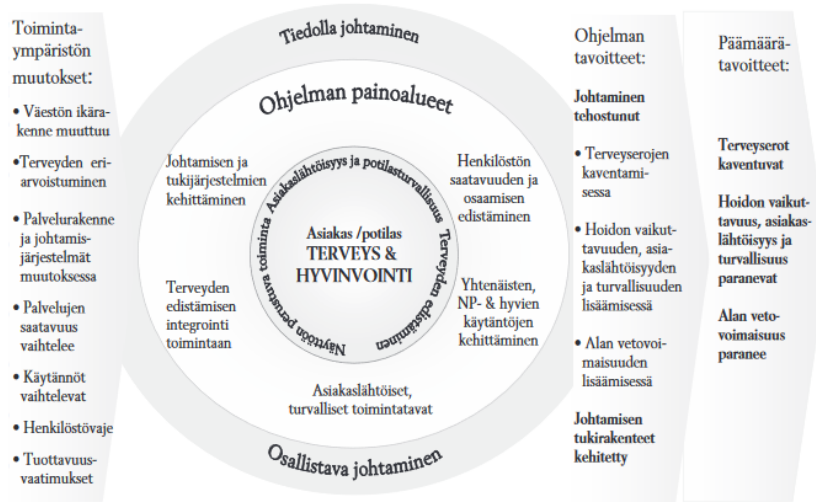 Toiminta-
ympäristön
muutokset:
• Väestön ikära-
kenne muuttuu
•Terveyden eri-
arvoistuminen
• Palvelurakenne
ja johtamis-
järjestelmät
muutoksessa
• Palvelujen
saatavuus
vaihtelee
• Käytännöt
vaihtelevat
• Henkilöstövaje
• Tuottavuus-
vaatimukset
Tiedolla johtaminen
Ohjelman painoalueet
Johtamisen ja
tukijärjestelmien
kehittäminen
Henkilöstön
saatavuuden ja
osaamisen
edistäminen
Asiakaslähtöisyys ja potilasturvallisuus
Terveyden edistäminen
Näyttöön perustuva toiminta
Asiakas /potilas
TERVEYS &
HYVINVOINTI
Terveyden
edistämisen
integrointi
toimintaan
Yhtenäisten,
NP- & hyvien
käytäntöjen
kehittäminen
Asiakaslähtöiset,
turvalliset toimintatavat
Osallistava johtaminen
Ohjelman
tavoitteet:
Johtaminen
tehostunut
• Terveyserojen
kaventami-
sessa
• Hoidon vaikut-
tavuuden, asia-
kaslähtöisyyden
ja turvallisuuden
lisäämisessä
• Alan vetovoi-
maisuuden
lisäämisessä
Johtamisen
tukirakenteet
kehitetty
Päämäärä-
tavoitteet:
Terveyserot
kaventuvat
Hoidon vaikut-
tavuus, asiakas-
lähtöisyys ja
turvallisuus
paranevat
Alan veto-
voimaisuus
paranee